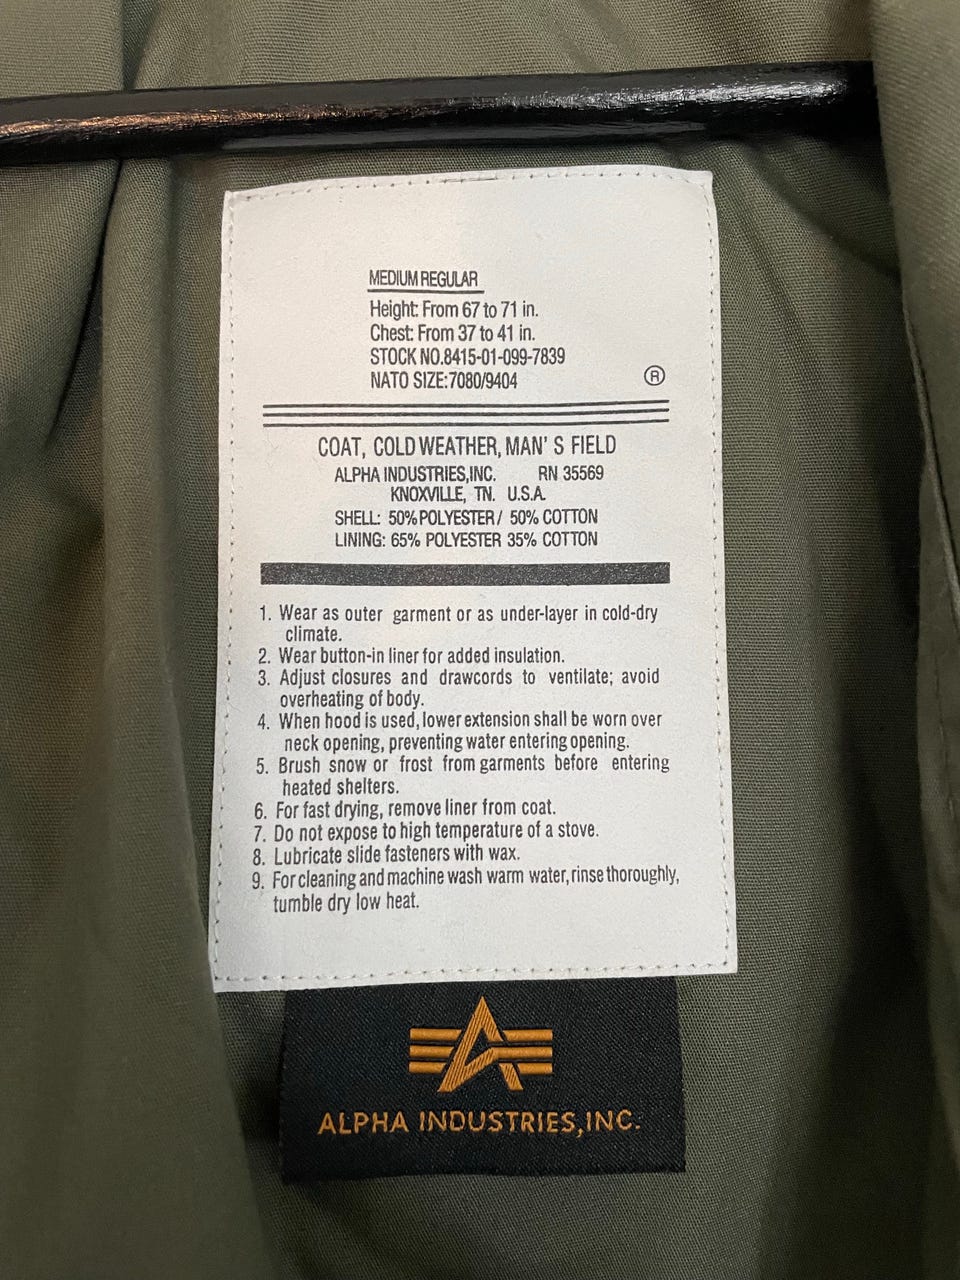 MEDIUM REGULAR
Height: From 67 to 71 in.
Chest: From 37 to 41 in.
STOCK NO.8415-01-099-7839
NATO SIZE:7080/9404
®
COAT, COLD WEATHER, MAN' S FIELD
ALPHA INDUSTRIES,INC. RN 35569
KNOXVILLE, TN. U.S.A.
SHELL: 50% POLYESTER / 50% COTTON
LINING: 65% POLYESTER 35% COTTON
1. Wear as outer garment or as under-layer in cold-dry
climate.
2. Wear button-in liner for added insulation.
3. Adjust closures and drawcords to ventilate; avoid
overheating of body.
4. When hood is used, lower extension shall be worn over
neck opening, preventing water entering opening.
5. Brush snow or frost from garments before entering
heated shelters.
6. For fast drying, remove liner from coat.
7. Do not expose to high temperature of a stove.
8. Lubricate slide fasteners with wax.
9. For cleaning and machine wash warm water, rinse thoroughly,
tumble dry low heat.
ALPHA INDUSTRIES,INC.